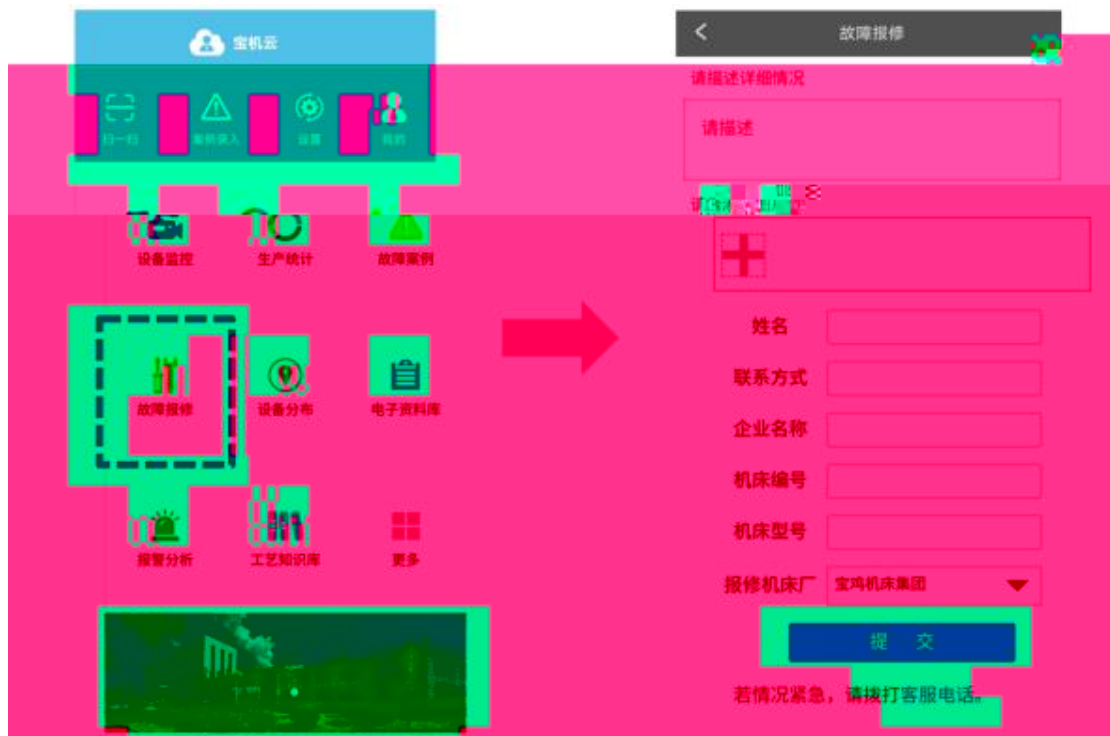 宝机云
扫一扫 案例录入 设置 我的
设备监控 生产统计 故障案例
故障报修 设备分布 电子资料库
报警分析 工艺知识库 更多
故障报修
请描述详细情况
请描述
姓名
联系方式
企业名称
机床编号
机床型号
报修机床厂 宝鸡机床集团
提 交
若情况紧急，请拨打客服电话。